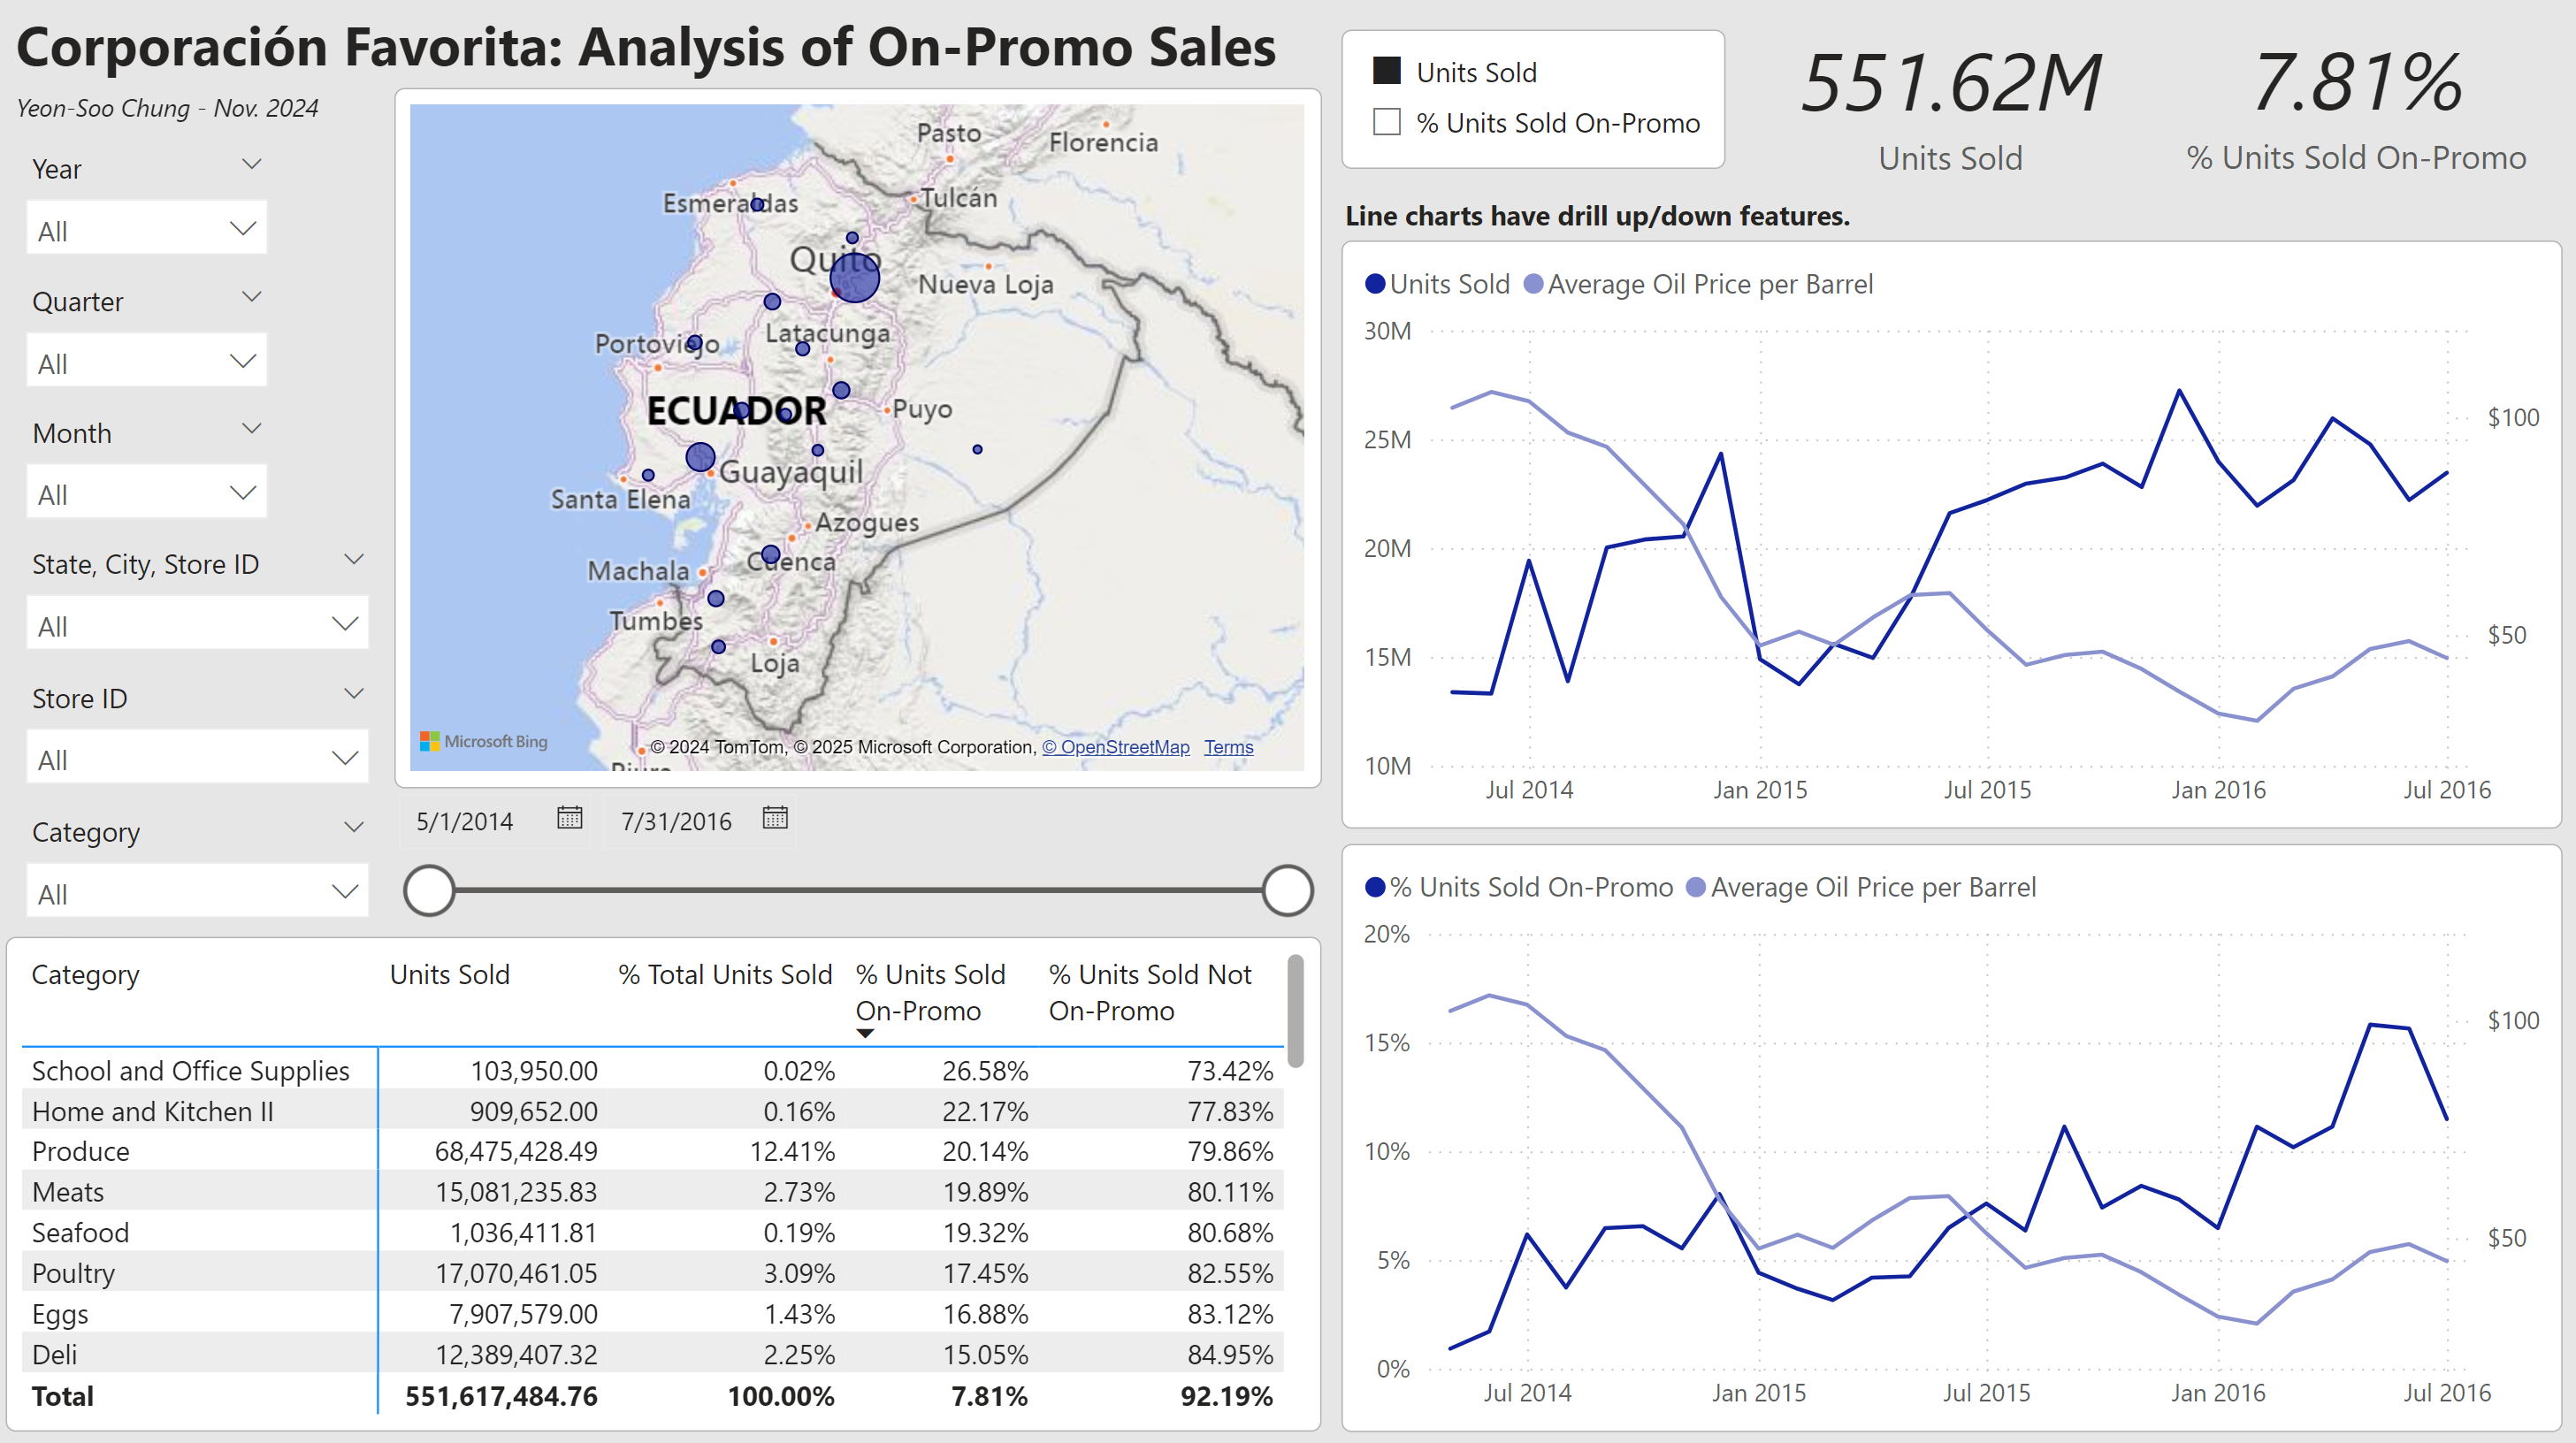 Corporación Favorita: Analysis of On-Promo Sales
Yeon-Soo Chung - Nov. 2024
Year
All
Quarter
All
Month
All
State, City, Store ID
All
Store ID
All
Category
All
Pasto
Florencia
Esmeraldas
Tulcán
Quito
Nueva Loja
Latacunga
Portoviejo
ECUADOR
Puyo
Guayaquil
Santa Elena
Azogues
Cuenca
Machala
Tumbes
Loja
Microsoft Bing
© 2024 TomTom, © 2025 Microsoft Corporation, © OpenStreetMap Terms
5/1/2014
7/31/2016
Units Sold
% Units Sold On-Promo
551.62M
Units Sold
7.81%
% Units Sold On-Promo
Line charts have drill up/down features.
Units Sold Average Oil Price per Barrel
30M
25M
20M
15M
10M
$100
$50
Jul 2014 Jan 2015 Jul 2015 Jan 2016 Jul 2016
% Units Sold On-Promo Average Oil Price per Barrel
20%
15%
10%
5%
0%
$100
$50
Jul 2014 Jan 2015 Jul 2015 Jan 2016 Jul 2016
Category Units Sold % Total Units Sold % Units Sold On-Promo % Units Sold Not On-Promo
School and Office Supplies 103,950.00 0.02% 26.58% 73.42%
Home and Kitchen II 909,652.00 0.16% 22.17% 77.83%
Produce 68,475,428.49 12.41% 20.14% 79.86%
Meats 15,081,235.83 2.73% 19.89% 80.11%
Seafood 1,036,411.81 0.19% 19.32% 80.68%
Poultry 17,070,461.05 3.09% 17.45% 82.55%
Eggs 7,907,579.00 1.43% 16.88% 83.12%
Deli 12,389,407.32 2.25% 15.05% 84.95%
Total 551,617,484.76 100.00% 7.81% 92.19%